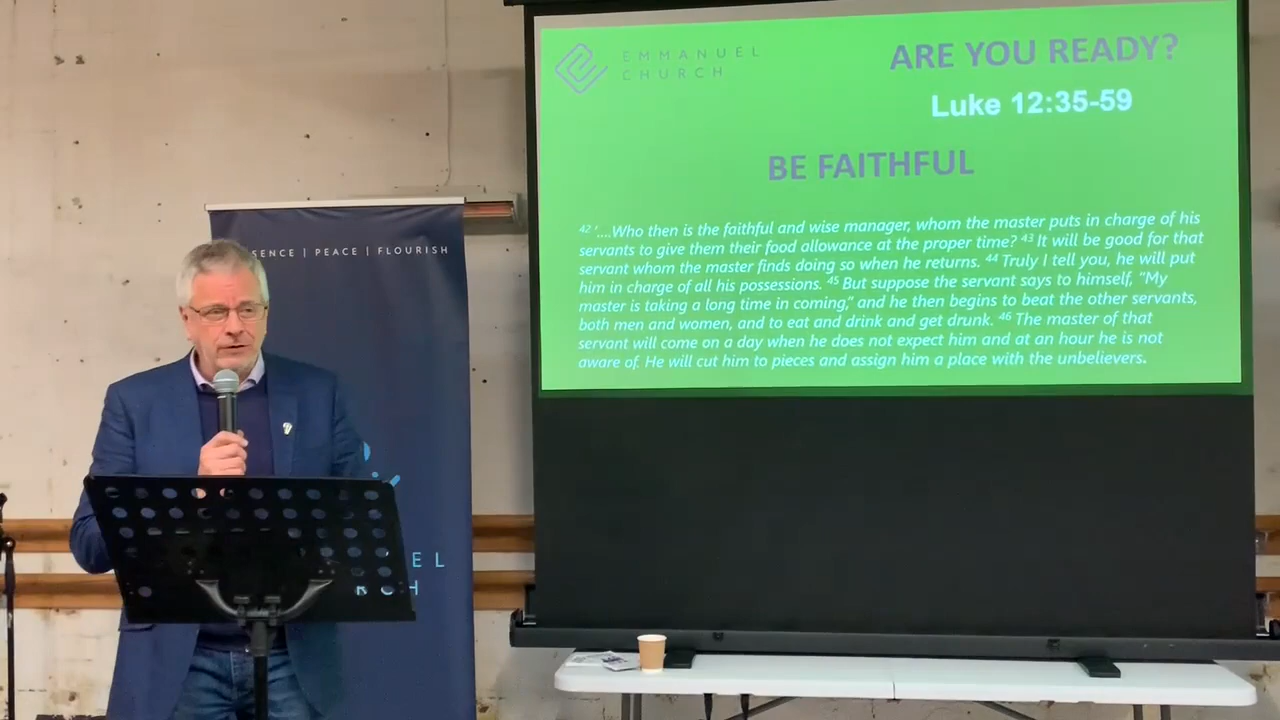 EMMANUEL
CHURCH
ARE YOU READY?
Luke 12:35-59
BE FAITHFUL
42 '....Who then is the faithful and wise manager, whom the master puts in charge of his
servants to give them their food allowance at the proper time? 43 It will be good for that
servant whom the master finds doing so when he returns. 44 Truly I tell you, he will put
him in charge of all his possessions. 45 But suppose the servant says to himself, "My
master is taking a long time in coming," and he then begins to beat the other servants,
both men and women, and to eat and drink and get drunk. 46 The master of that
servant will come on a day when he does not expect him and at an hour he is not
aware of. He will cut him to pieces and assign him a place with the unbelievers.
| PEACE | FLOURISH